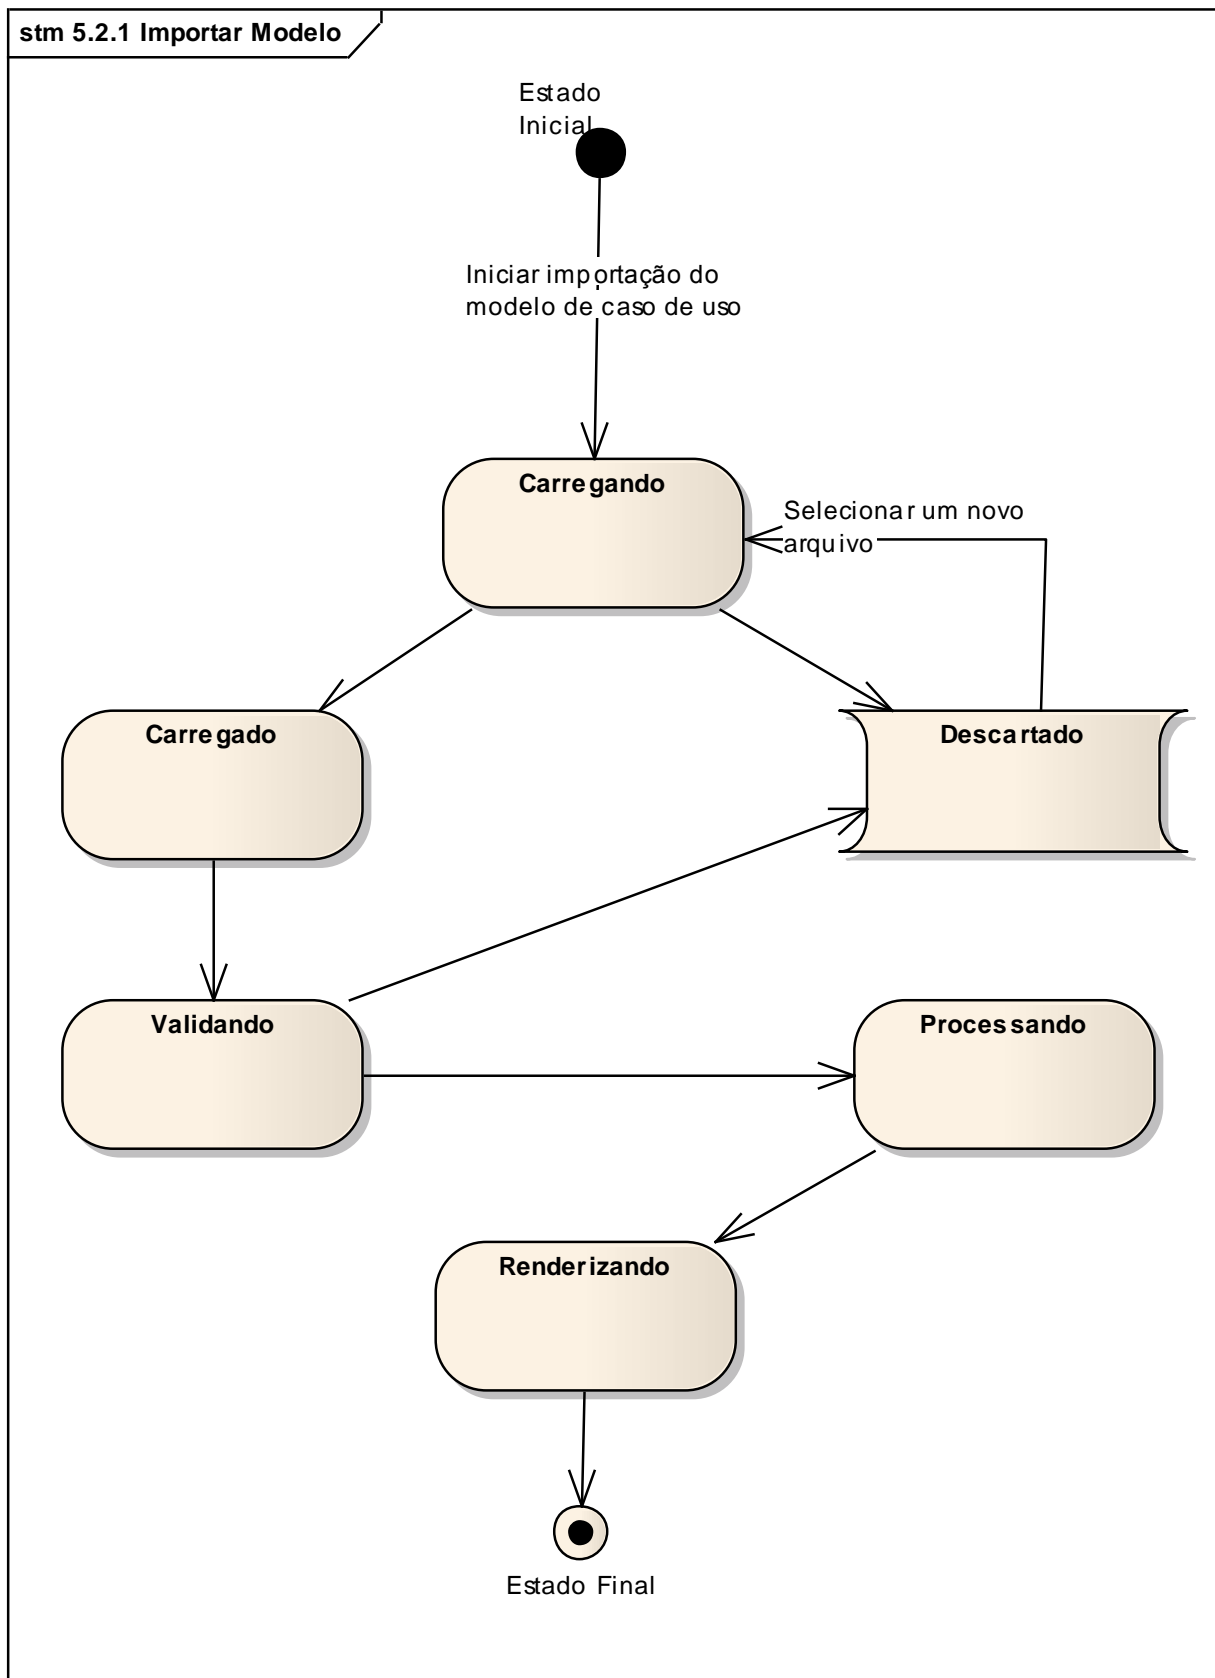 stm 5.2.1 Importar Modelo
Estado
Inicial
Iniciar importação do
modelo de caso de uso
Carregando
Selecionar um novo
arquivo
Carregado
Descartado
Validando
Processando
Renderizando
Estado Final